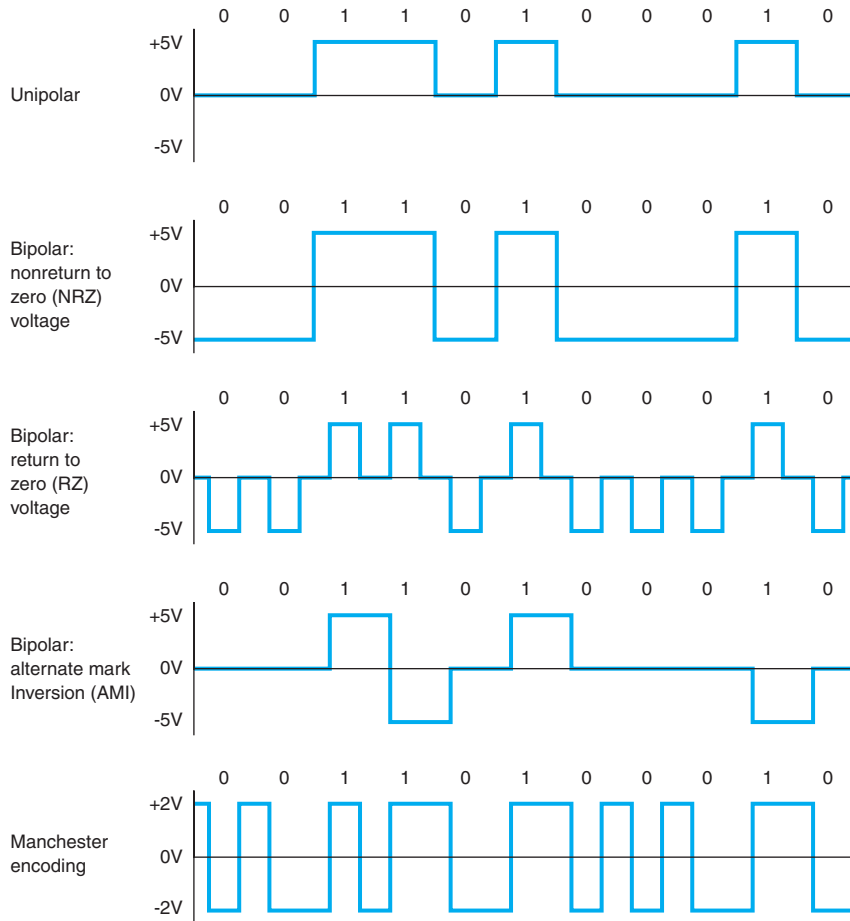 0 0 1 1 0 1 0 0 0 1 0
+5V
Unipolar
0V
-5V
0 0 1 1 0 1 0 0 0 1 0
+5V
Bipolar:
nonreturn to
0V
zero (NRZ)
voltage
-5V
0 0 1 1 0 1 0 0 0 1 0
+5V
Bipolar:
return to
0V
zero (RZ)
voltage
-5V
0 0 1 1 0 1 0 0 0 1 0
+5V
Bipolar:
alternate mark
0V
Inversion (AMI)
-5V
0 0 1 1 0 1 0 0 0 1 0
+2V
Manchester
0V
encoding
-2V